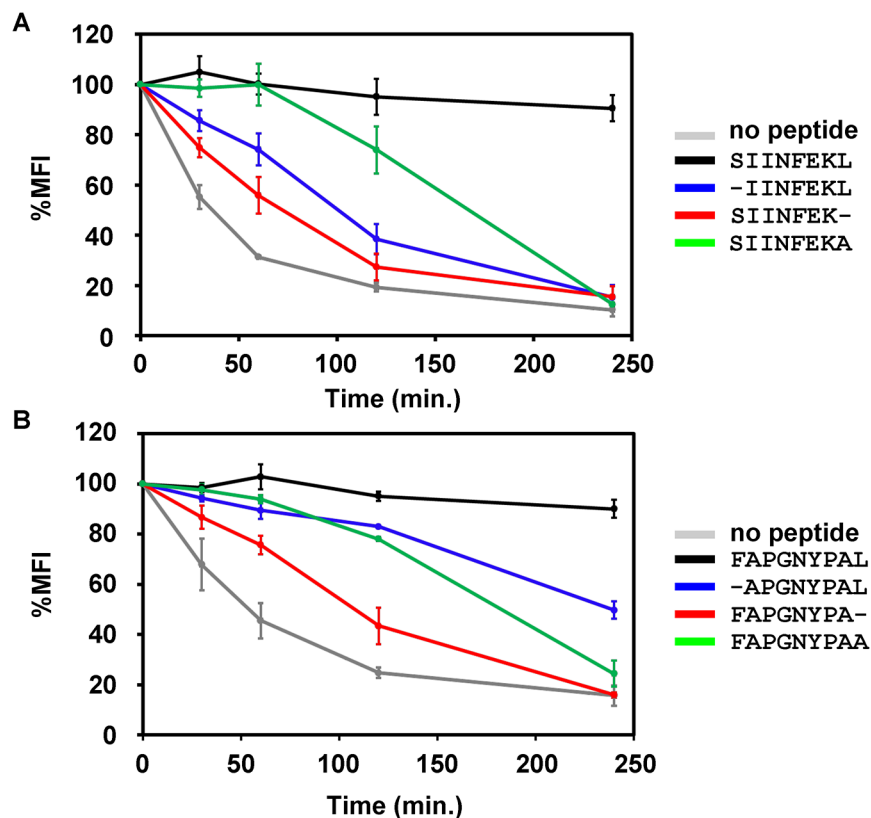 A
120
100
80
60
40
20
0
%MFI
0 50 100 150 200 250
Time (min.)
no peptide
SIINFEKL
-IINFEKL
SIINFEK-
SIINFEKA
B
120
100
80
60
40
20
0
%MFI
0 50 100 150 200 250
Time (min.)
no peptide
FAPGNYPAL
-APGNYPAL
FAPGNYPA-
FAPGNYPAA